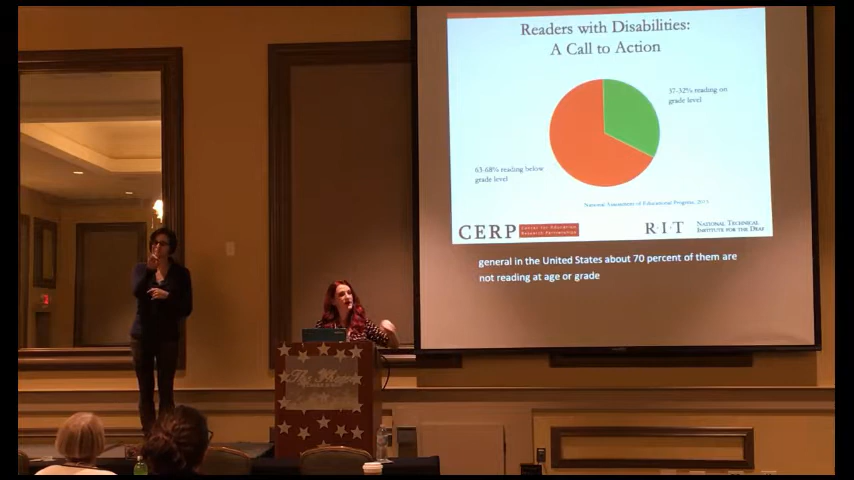 Readers with Disabilities:
A Call to Action
37-32% reading on
grade level
63-68% reading below
grade level
National Assessment of Educational Progress, 2013
CERP Center for Education
Research Partnerships
R·I·T NATIONAL TECHNICAL
INSTITUTE FOR THE DEAF
general in the United States about 70 percent of them are
not reading at age or grade